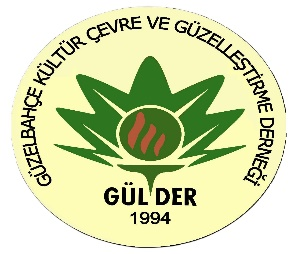 GÜZELBAHÇE KÜLTÜR ÇEVRE VE GÜZELLEŞTİRME DERNEĞİ
GÜL DER
1994